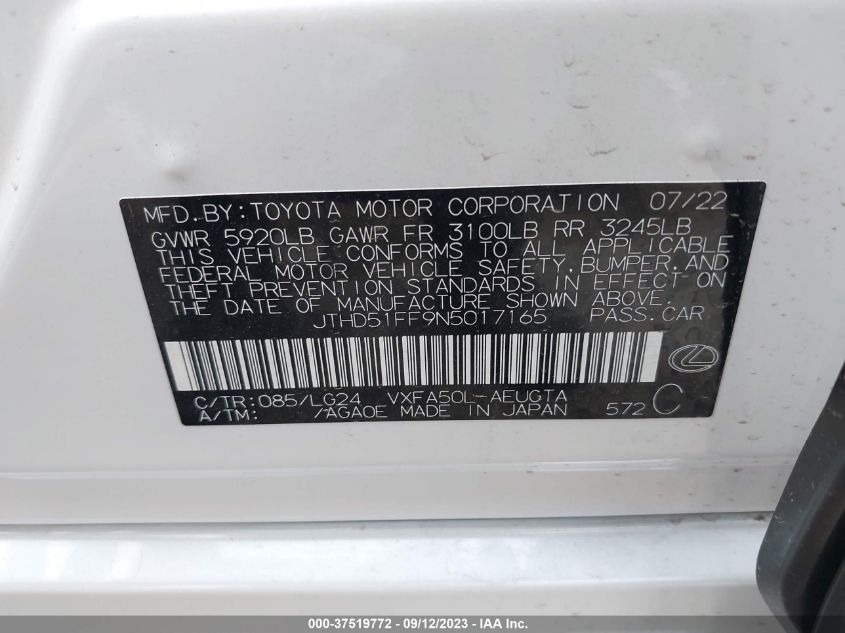 MFD. BY: TOYOTA MOTOR CORPORATION 07/22
GVWR 5920LB GAWR FR 3100LB RR 3245LB
THIS VEHICLE CONFORMS TO ALL APPLICABLE
FEDERAL MOTOR VEHICLE SAFETY, BUMPER, AND
THEFT PREVENTION STANDARDS IN EFFECT ON
THE DATE OF MANUFACTURE SHOWN ABOVE.
JTHD51FF9N5017165 PASS. CAR
C/TR: 085/LG24 VXFA50L-AEUGTA
A/TM: /AGA0E MADE IN JAPAN 572 C
000-37519772 - 09/12/2023 - IAA Inc.